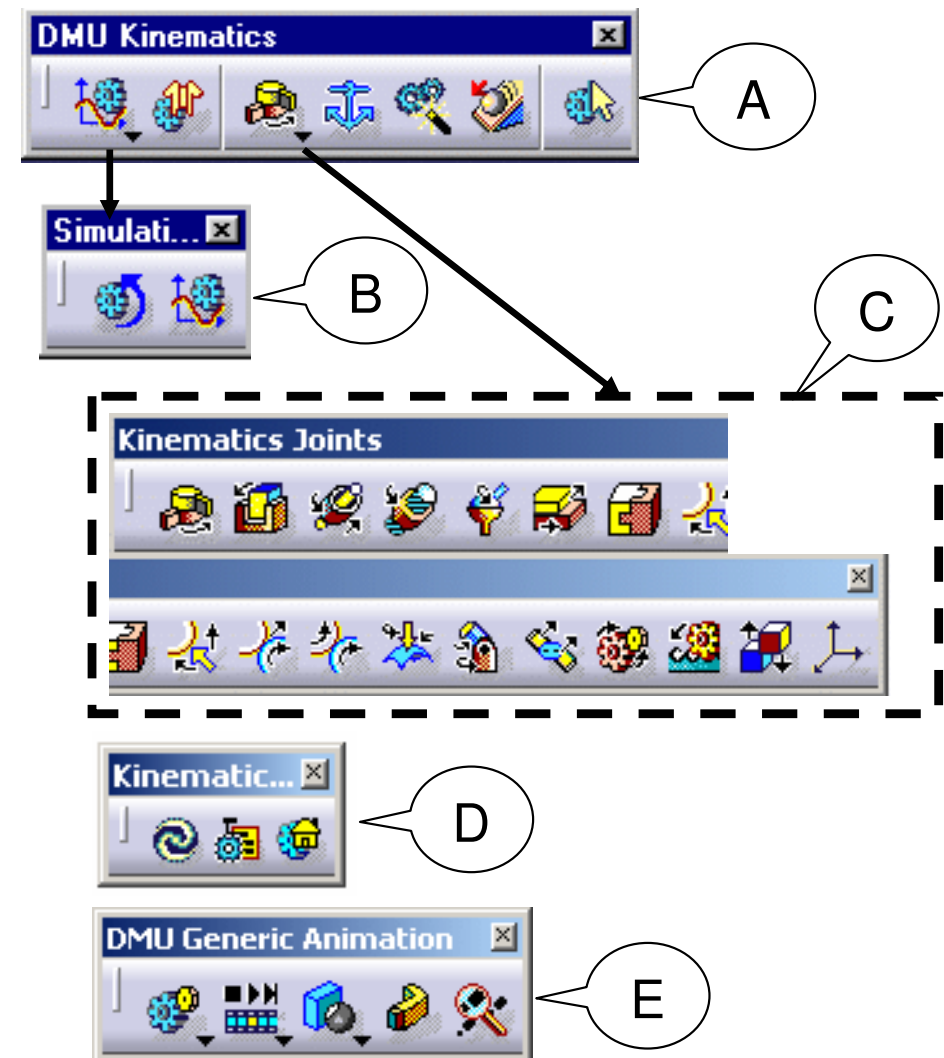 DMU Kinematics
A
Simulati...
B
C
Kinematics Joints
Kinematic...
D
DMU Generic Animation
E